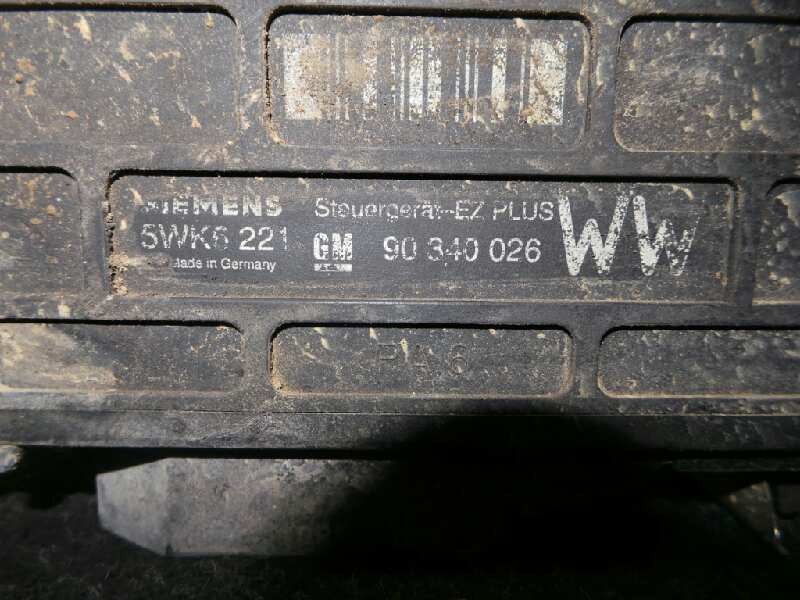 SIEMENS Steuergerät-EZ PLUS WW
5WK6 221 GM 90 340 026
Made in Germany